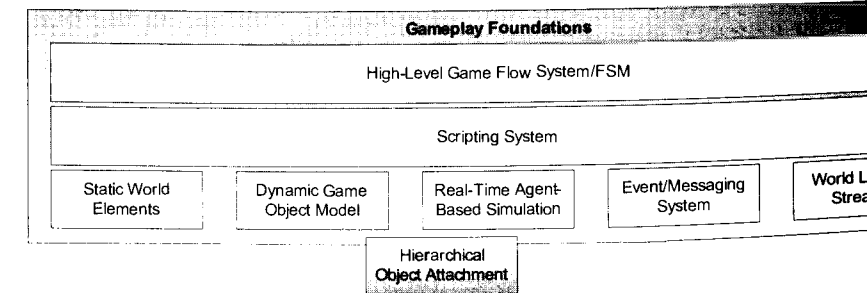 Gameplay Foundations
High-Level Game Flow System/FSM
Scripting System
Static World
Elements
Dynamic Game
Object Model
Real-Time Agent-
Based Simulation
Event/Messaging
System
World L
Strea
Hierarchical
Object Attachment